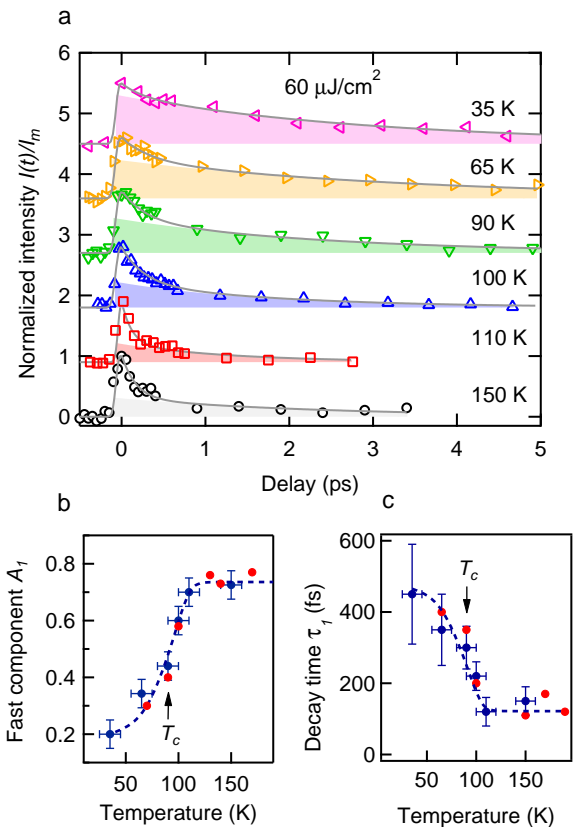 a
6
5
4
3
2
1
0
Normalized intensity I(t)/Iₘ
60 μJ/cm²
35 K
65 K
90 K
100 K
110 K
150 K
0 1 2 3 4 5
Delay (ps)
b
0.8
0.6
0.4
0.2
Fast component A₁
T_c
50 100 150
Temperature (K)
c
600
400
200
0
Decay time τ₁ (fs)
T_c
50 100 150
Temperature (K)